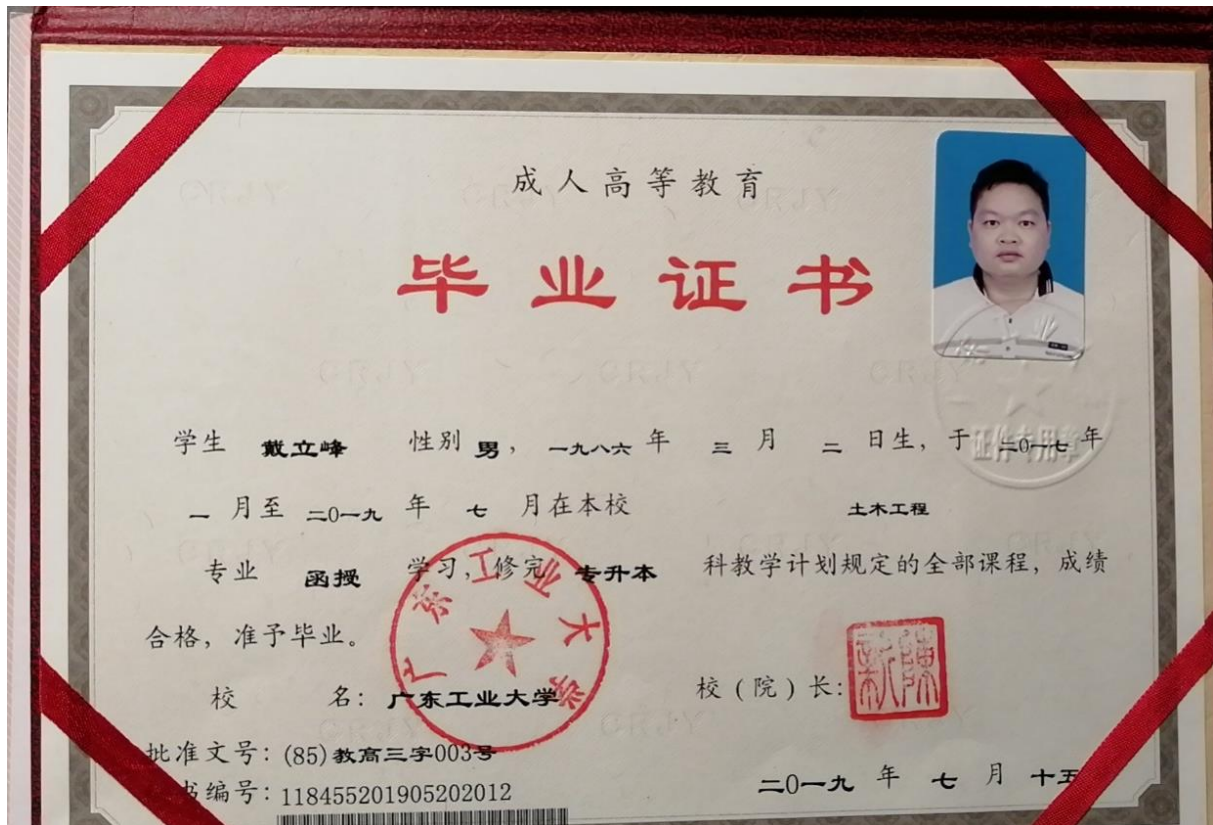 成人高等教育
毕业证书
学生 戴立峰 性别 男， 一九八六 年 三 月 二 日生，于 二0一七 年
一 月至 二0一九 年 七 月在本校 土木工程
专业 函授 学习，修完 专升本 科教学计划规定的全部课程，成绩
合格，准予毕业。
校 名：广东工业大学
校（院）长：
广东工业大学
证件专用章
批准文号：(85)教高三字003号
书编号：118455201905202012
二0一九 年 七 月 十五